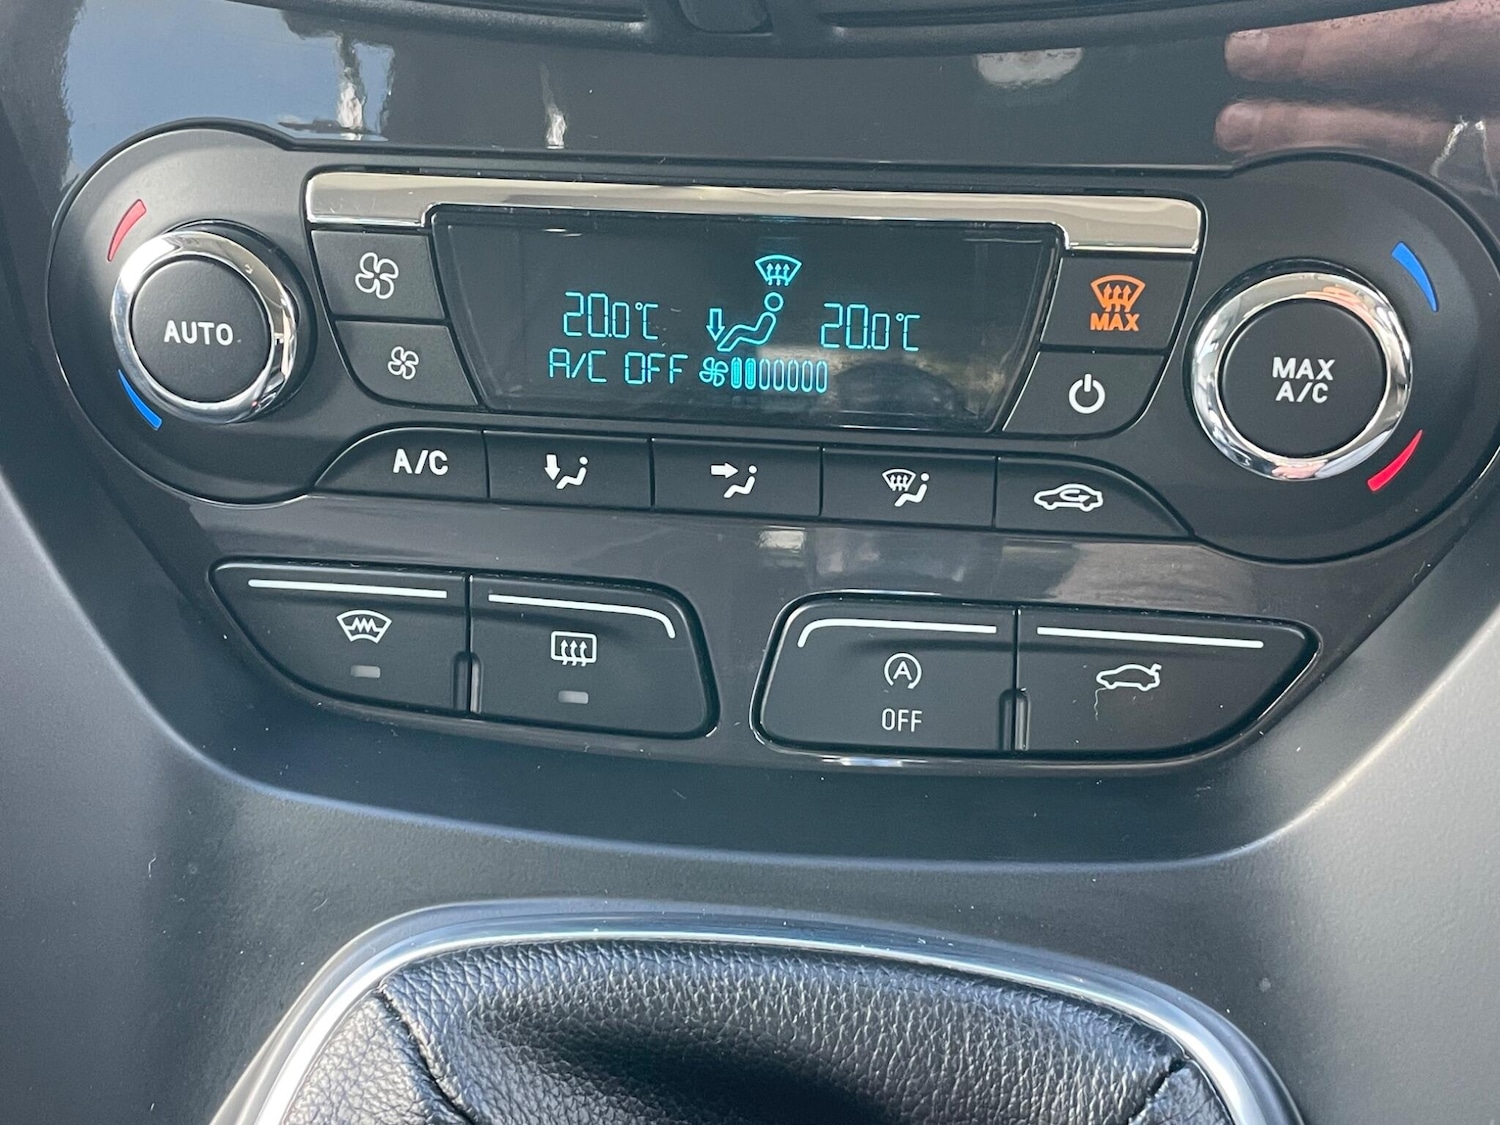 AUTO
20.0°C 20.0°C
A/C OFF
MAX
MAX
A/C
A/C
A
OFF